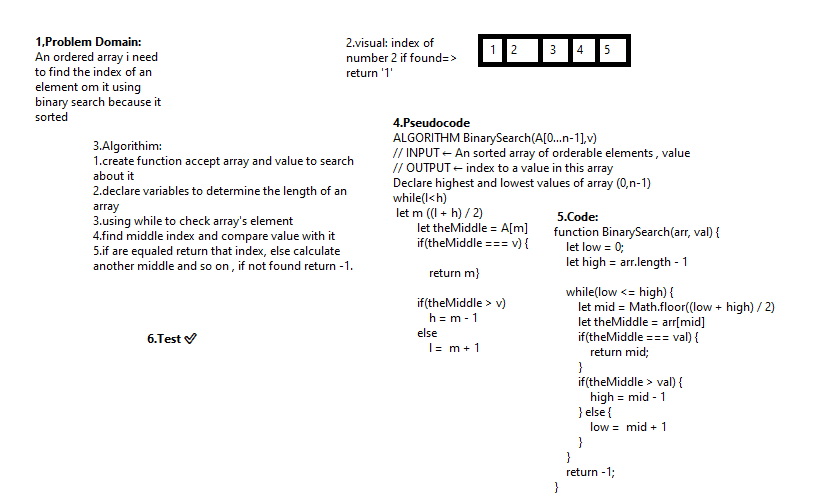 1,Problem Domain:
An ordered array i need
to find the index of an
element om it using
binary search because it
sorted
2.visual: index of
number 2 if found=>
return '1'
1 2 3 4 5
3.Algorithim:
1.create function accept array and value to search
about it
2.declare variables to determine the length of an
array
3.using while to check array's element
4.find middle index and compare value with it
5.if are equaled return that index, else calculate
another middle and so on , if not found return -1.
4.Pseudocode
ALGORITHM BinarySearch(A[0...n-1],v)
// INPUT ← An sorted array of orderable elements , value
// OUTPUT ← index to a value in this array
Declare highest and lowest values of array (0,n-1)
while(l<h)
let m ((l + h) / 2)
let theMiddle = A[m]
if(theMiddle === v) {
return m}
if(theMiddle > v)
h = m - 1
else
l =  m + 1
5.Code:
function BinarySearch(arr, val) {
let low = 0;
let high = arr.length - 1
while(low <= high) {
let mid = Math.floor((low + high) / 2)
let theMiddle = arr[mid]
if(theMiddle === val) {
return mid;
}
if(theMiddle > val) {
high = mid - 1
} else {
low =  mid + 1
}
}
return -1;
}
6.Test ✔